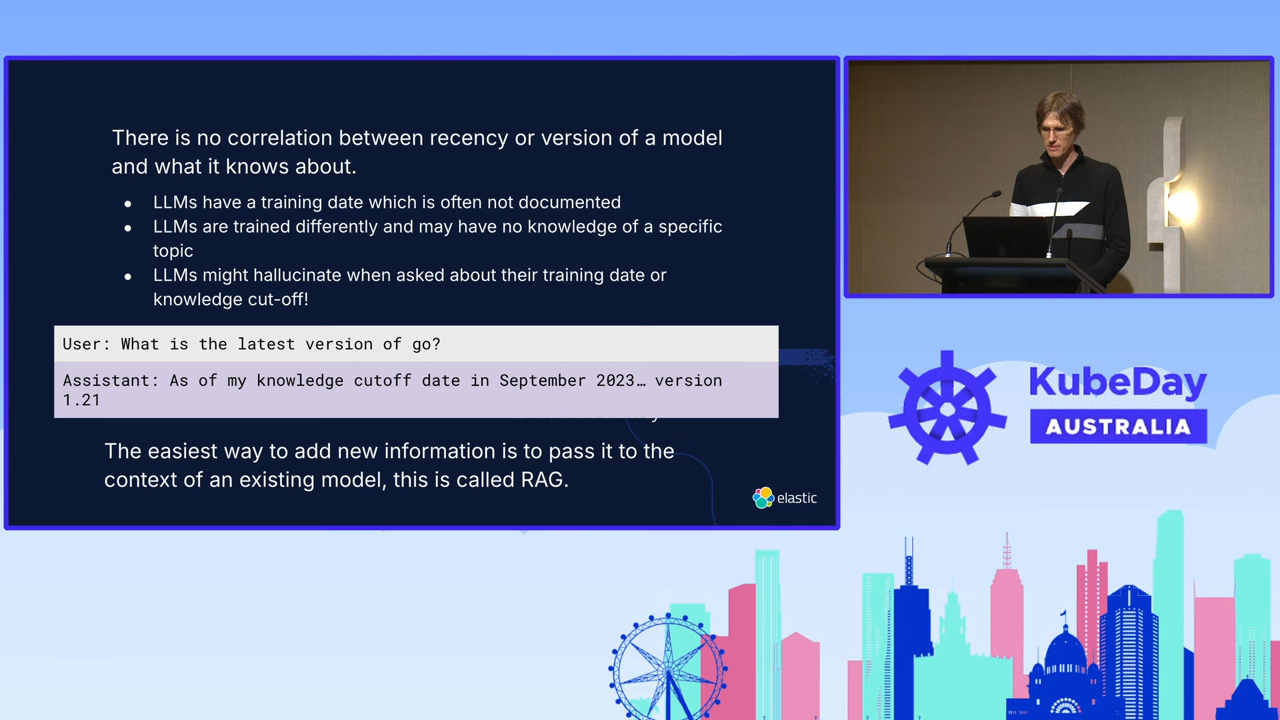 There is no correlation between recency or version of a model
and what it knows about.
● LLMs have a training date which is often not documented
● LLMs are trained differently and may have no knowledge of a specific
topic
● LLMs might hallucinate when asked about their training date or
knowledge cut-off!
User: What is the latest version of go?
Assistant: As of my knowledge cutoff date in September 2023… version
1.21
The easiest way to add new information is to pass it to the
context of an existing model, this is called RAG.
elastic
KubeDay
AUSTRALIA